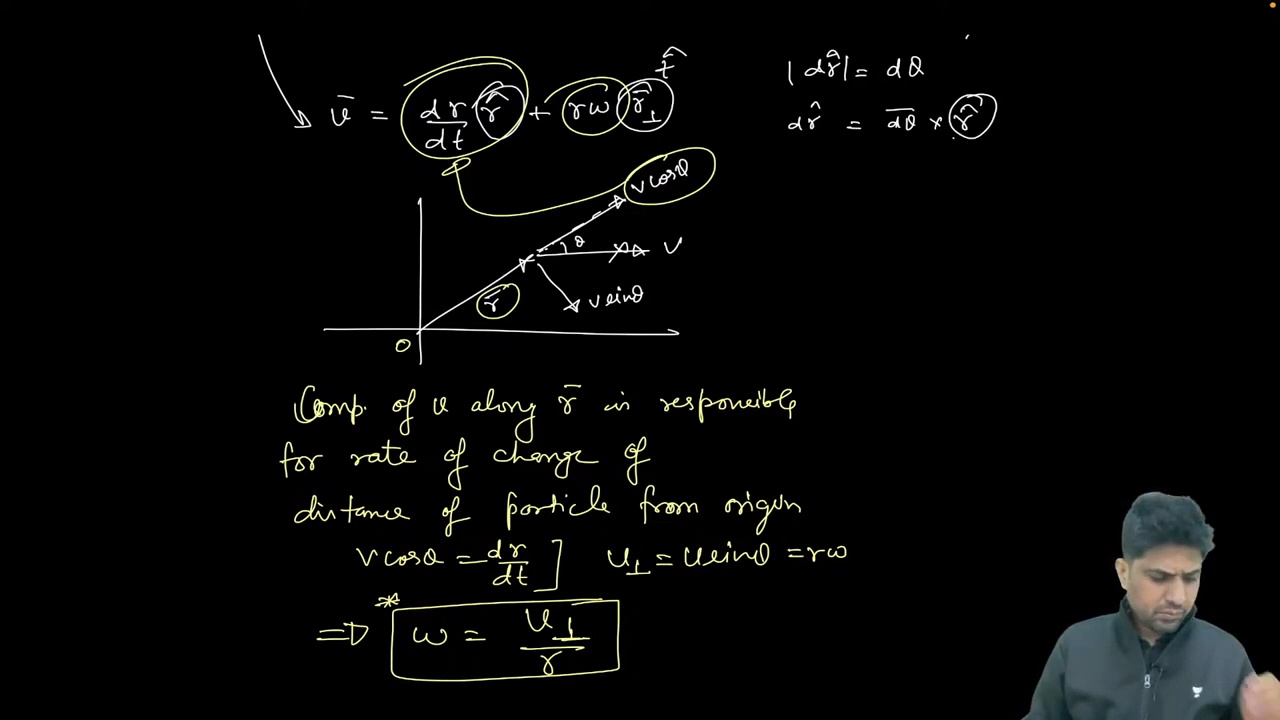 v̄ = dr/dt r̂ + rω r̂⊥
t̂
|dr̂| = dθ
dr̂ = d̄θ × r̂
v cosθ
θ
v
r̄
v sinθ
O
Comp. of v along r̄ is responsible
for rate of change of
distance of particle from origin
v cosθ = dr/dt ] v⊥ = v sinθ = rω
* ⇒ ω = v⊥/r